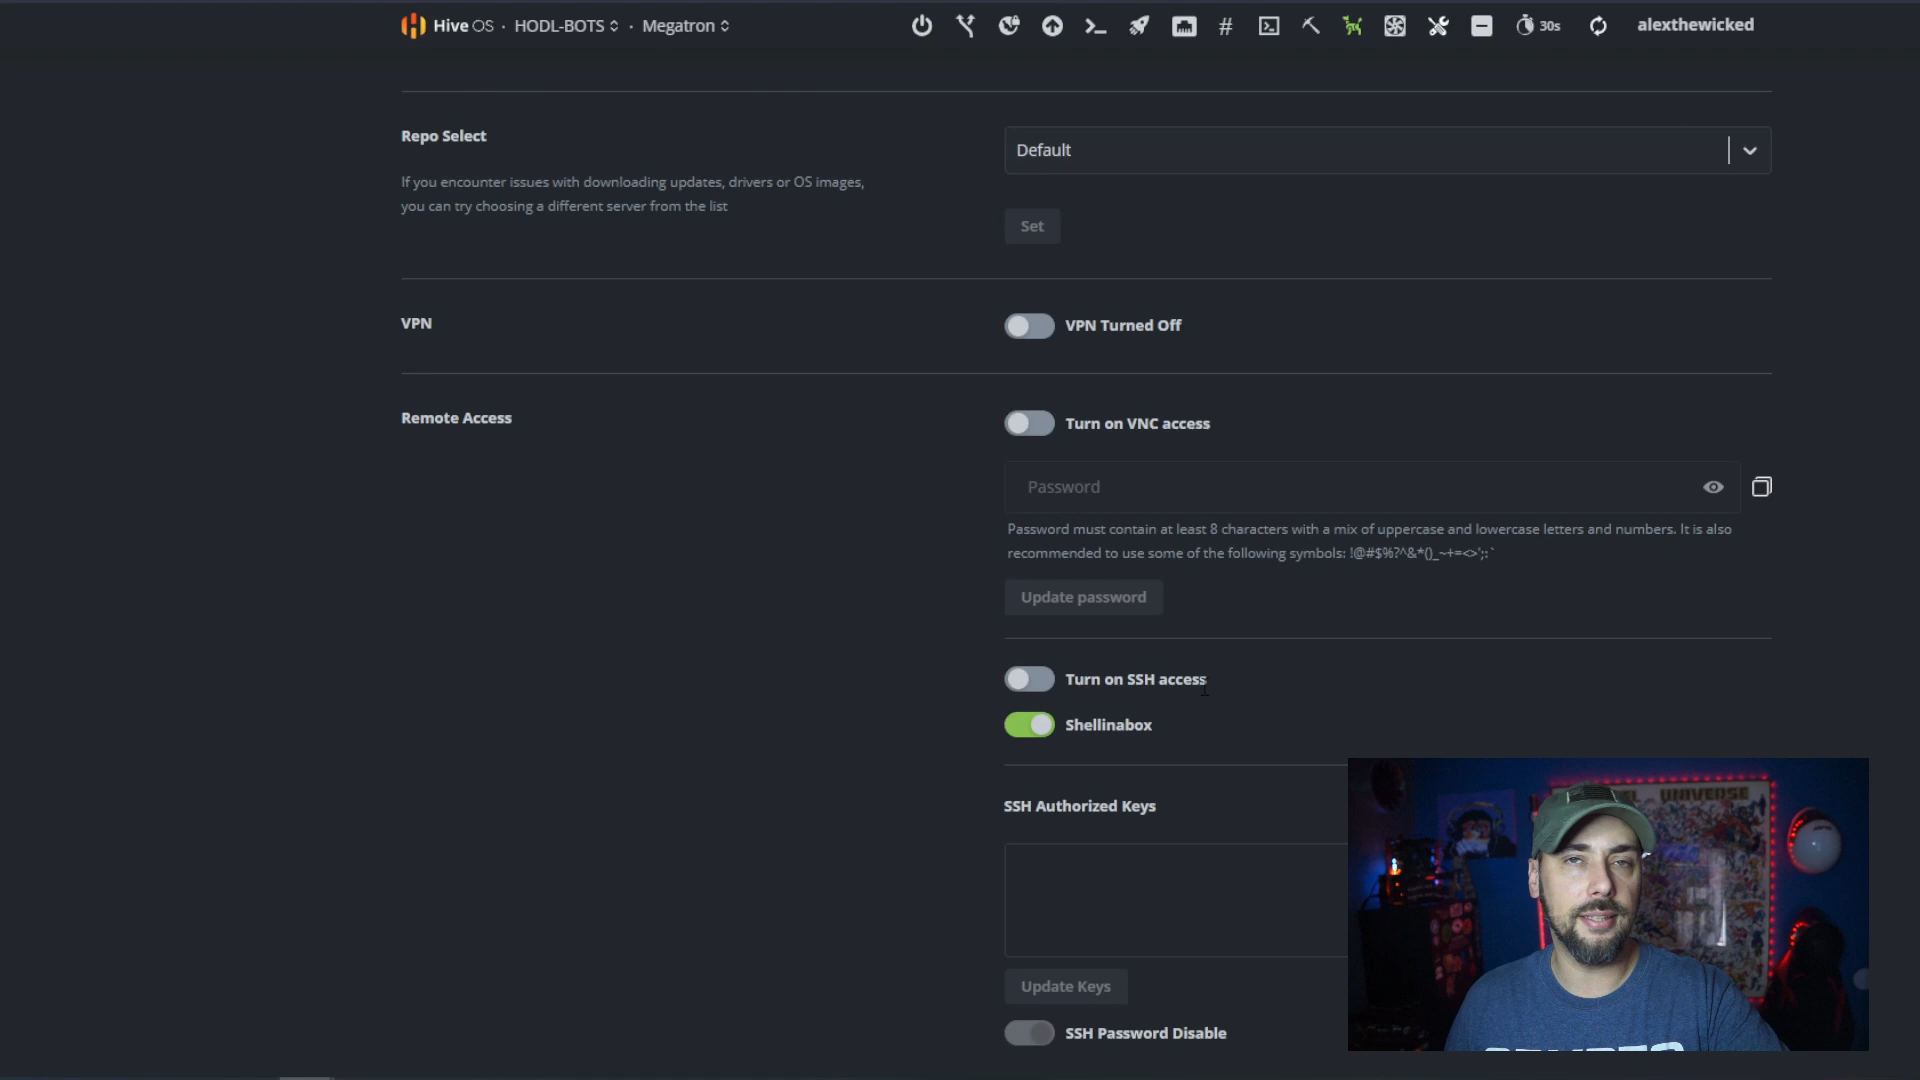 Hive OS · HODL-BOTS · Megatron
30s
alexthewicked
Repo Select
If you encounter issues with downloading updates, drivers or OS images,
you can try choosing a different server from the list
Default
Set
VPN
VPN Turned Off
Remote Access
Turn on VNC access
Password
Password must contain at least 8 characters with a mix of uppercase and lowercase letters and numbers. It is also
recommended to use some of the following symbols: !@#$%?^&*()_~+=<>';:`
Update password
Turn on SSH access
Shellinabox
SSH Authorized Keys
Update Keys
SSH Password Disable
UNIVERSE